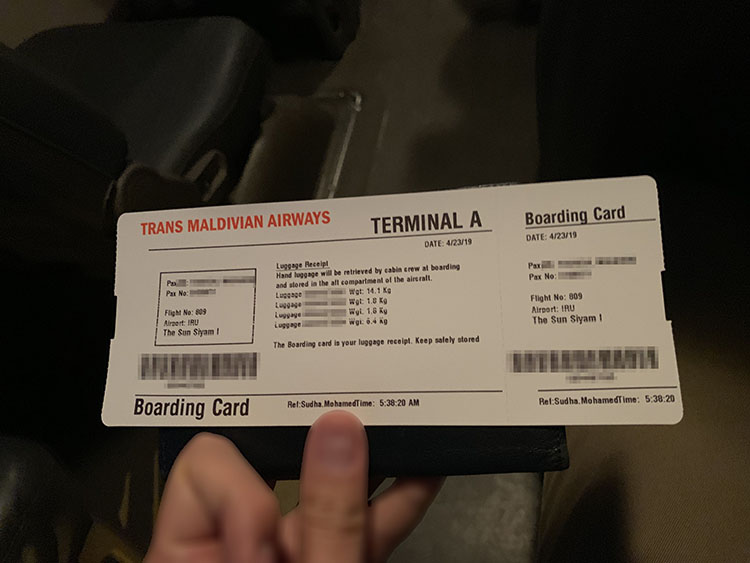 TRANS MALDIVIAN AIRWAYS
TERMINAL A
DATE: 4/23/19
Pax
Pax No:
Flight No: 809
Airport: IRU
The Sun Siyam I
Luggage Receipt
Hand luggage will be retrieved by cabin crew at boarding
and stored in the aft compartment of the aircraft.
Luggage Wgt: 14.1 Kg
Luggage Wgt: 1.8 Kg
Luggage Wgt: 1.8 Kg
Luggage Wgt: 6.4 Kg
The Boarding card is your luggage receipt. Keep safely stored
Boarding Card
Ref:Sudha.MohamedTime: 5:38:20 AM
Boarding Card
DATE: 4/23/19
Pax
Pax No:
Flight No: 809
Airport: IRU
The Sun Siyam I
Ref:Sudha.MohamedTime: 5:38:20